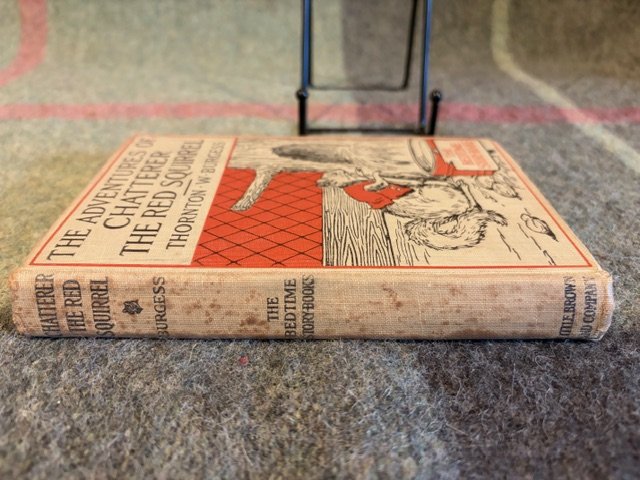 THE ADVENTURES OF
CHATTERER
THE RED SQUIRREL
THORNTON W. BURGESS
CHATTERER
THE RED
SQUIRREL
BURGESS
THE
BEDTIME
STORY-BOOKS
LITTLE, BROWN
AND COMPANY